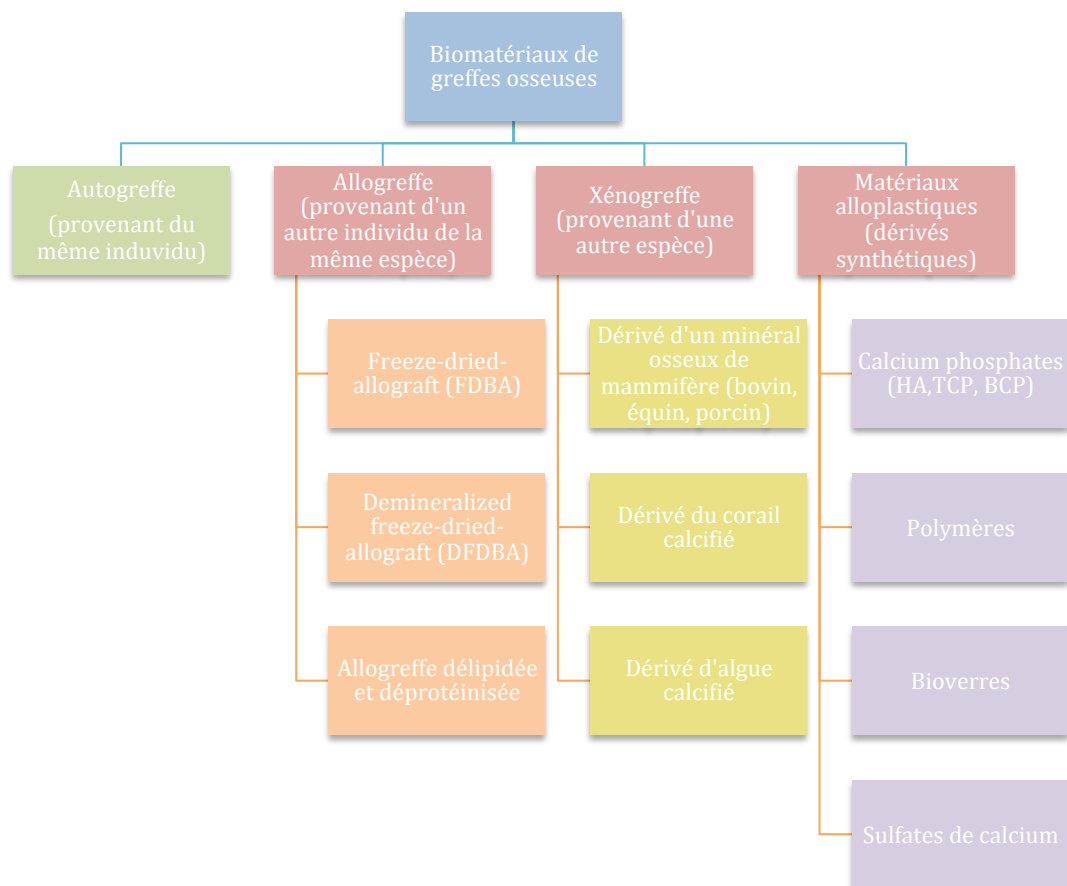 Biomatériaux de
greffes osseuses
Autogreffe
(provenant du
même induvidu)
Allogreffe
(provenant d'un
autre individu de la
même espèce)
Xénogreffe
(provenant d'une
autre espèce)
Matériaux
alloplastiques
(dérivés
synthétiques)
Freeze-dried-
allograft (FDBA)
Dérivé d'un minéral
osseux de
mammifère (bovin,
équin, porcin)
Calcium phosphates
(HA,TCP, BCP)
Demineralized
freeze-dried-
allograft (DFDBA)
Dérivé du corail
calcifié
Polymères
Allogreffe délipidée
et déprotéinisée
Dérivé d'algue
calcifié
Bioverres
Sulfates de calcium